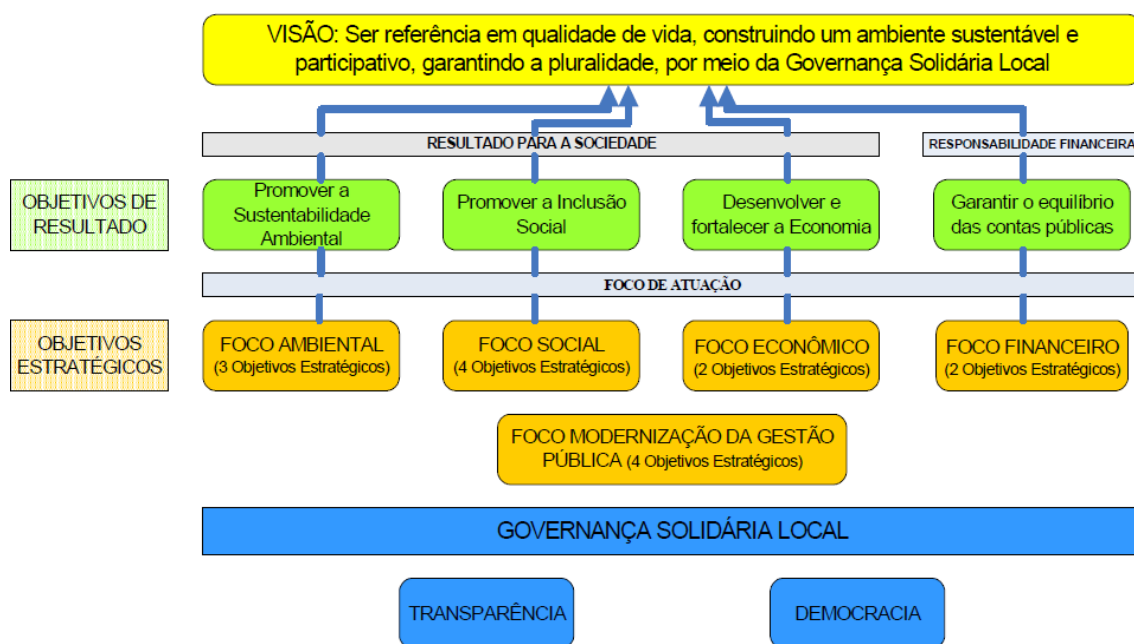 VISÃO: Ser referência em qualidade de vida, construindo um ambiente sustentável e
participativo, garantindo a pluralidade, por meio da Governança Solidária Local
RESULTADO PARA A SOCIEDADE
RESPONSABILIDADE FINANCEIRA
OBJETIVOS DE
RESULTADO
Promover a
Sustentabilidade
Ambiental
Promover a Inclusão
Social
Desenvolver e
fortalecer a Economia
Garantir o equilíbrio
das contas públicas
FOCO DE ATUAÇÃO
OBJETIVOS
ESTRATÉGICOS
FOCO AMBIENTAL
(3 Objetivos Estratégicos)
FOCO SOCIAL
(4 Objetivos Estratégicos)
FOCO ECONÔMICO
(2 Objetivos Estratégicos)
FOCO FINANCEIRO
(2 Objetivos Estratégicos)
FOCO MODERNIZAÇÃO DA GESTÃO
PÚBLICA (4 Objetivos Estratégicos)
GOVERNANÇA SOLIDÁRIA LOCAL
TRANSPARÊNCIA
DEMOCRACIA